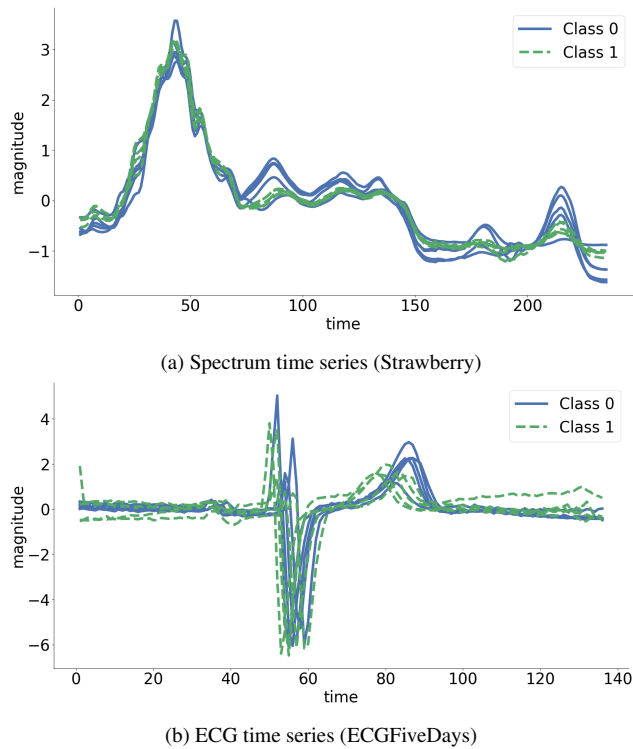 Class 0
Class 1
magnitude
3
2
1
0
−1
0
50
100
150
200
time
(a) Spectrum time series (Strawberry)
Class 0
Class 1
magnitude
4
2
0
−2
−4
−6
0
20
40
60
80
100
120
140
time
(b) ECG time series (ECGFiveDays)